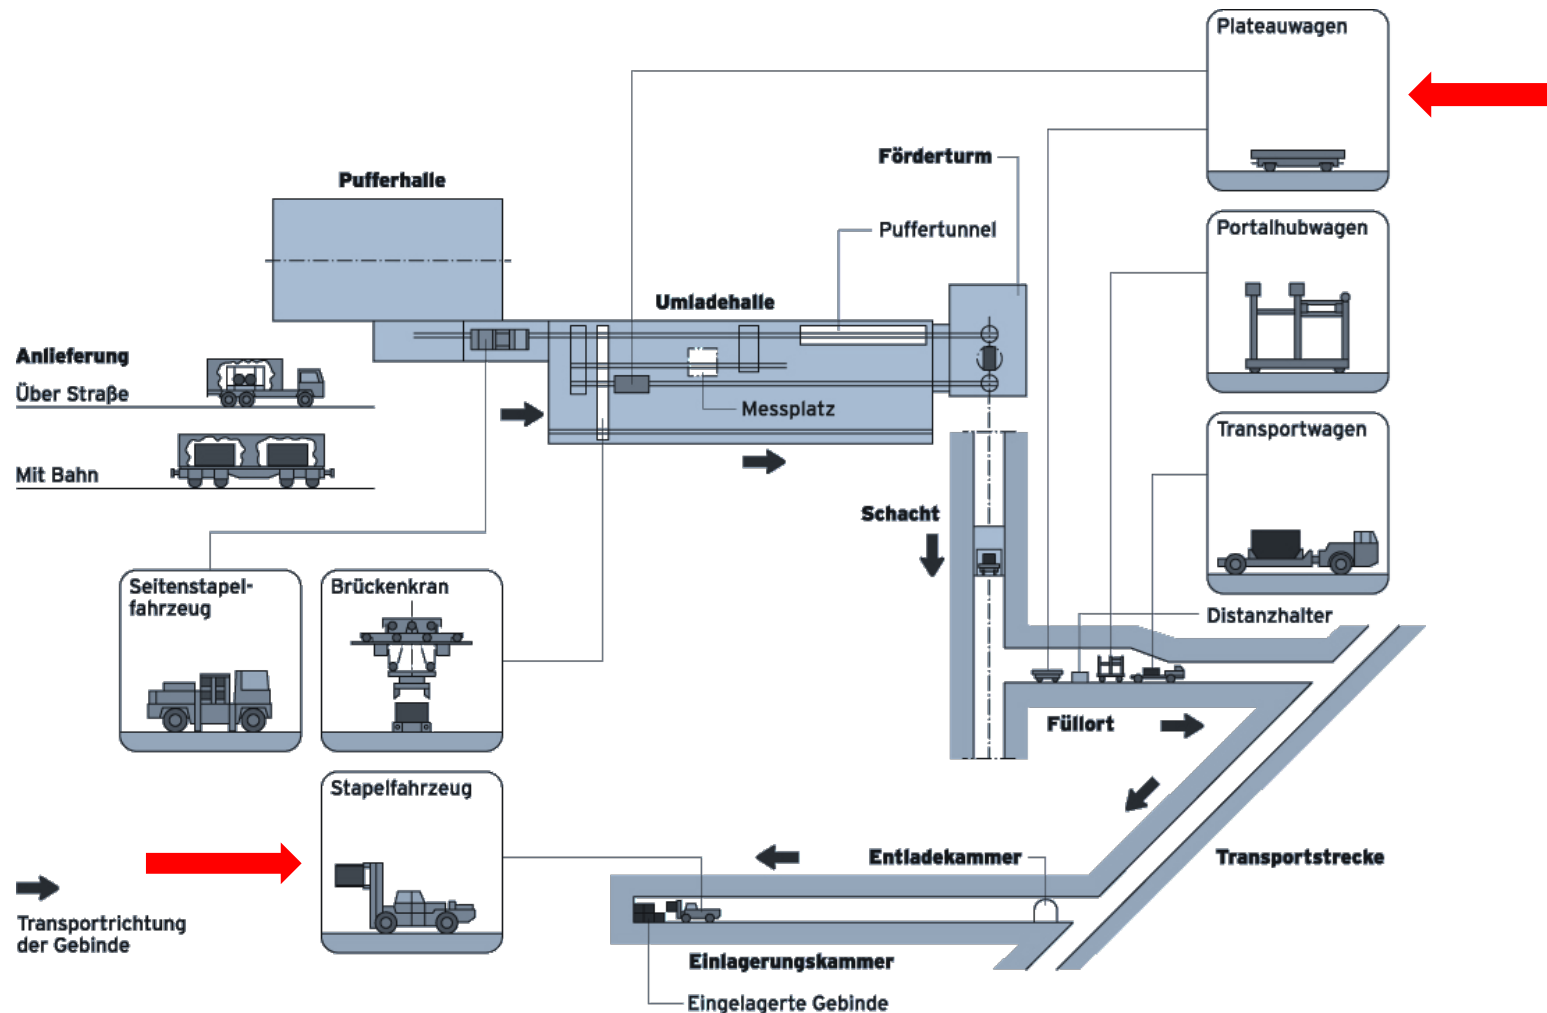 Plateauwagen
Förderturm
Pufferhalle
Puffertunnel
Portalhubwagen
Umladehalle
Anlieferung
Über Straße
Messplatz
Transportwagen
Mit Bahn
Schacht
Seitenstapel-
fahrzeug
Brückenkran
Distanzhalter
Füllort
Stapelfahrzeug
Entladekammer
Transportstrecke
Transportrichtung
der Gebinde
Einlagerungskammer
Eingelagerte Gebinde